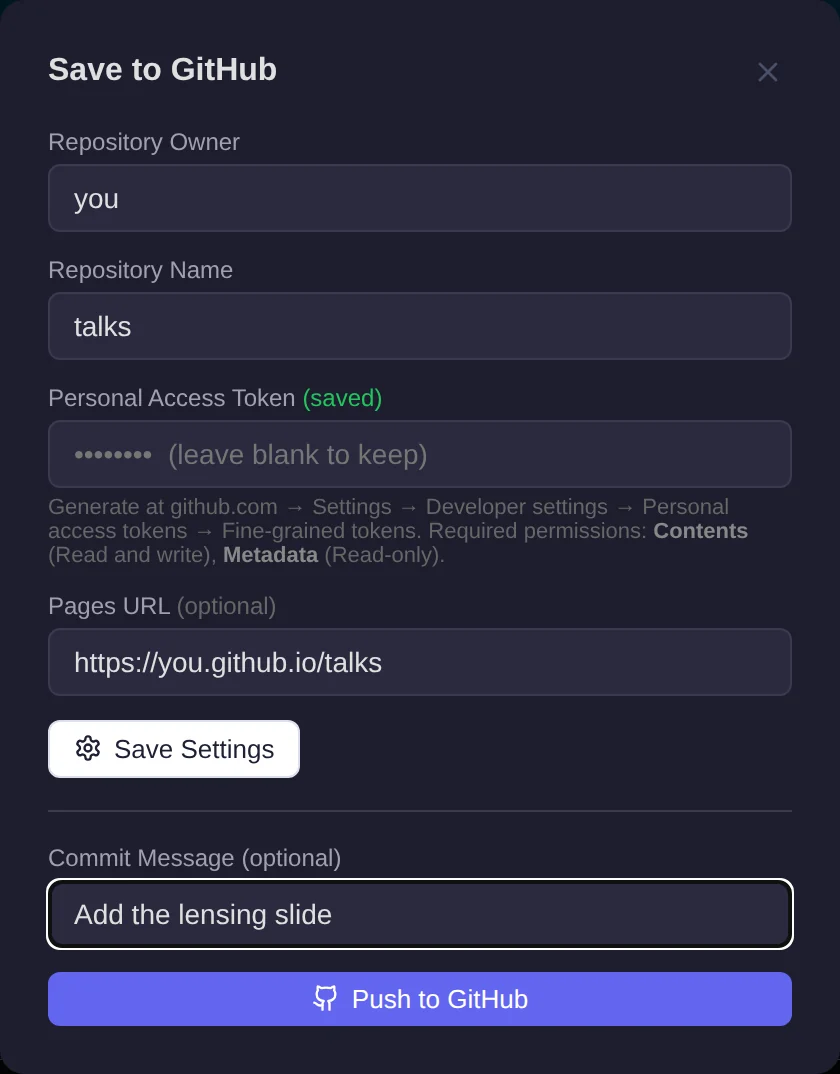 Save to GitHub
Repository Owner
you
Repository Name
talks
Personal Access Token (saved)
•••••••• (leave blank to keep)
Generate at github.com → Settings → Developer settings → Personal
access tokens → Fine-grained tokens. Required permissions: Contents
(Read and write), Metadata (Read-only).
Pages URL (optional)
https://you.github.io/talks
Save Settings
Commit Message (optional)
Add the lensing slide
Push to GitHub